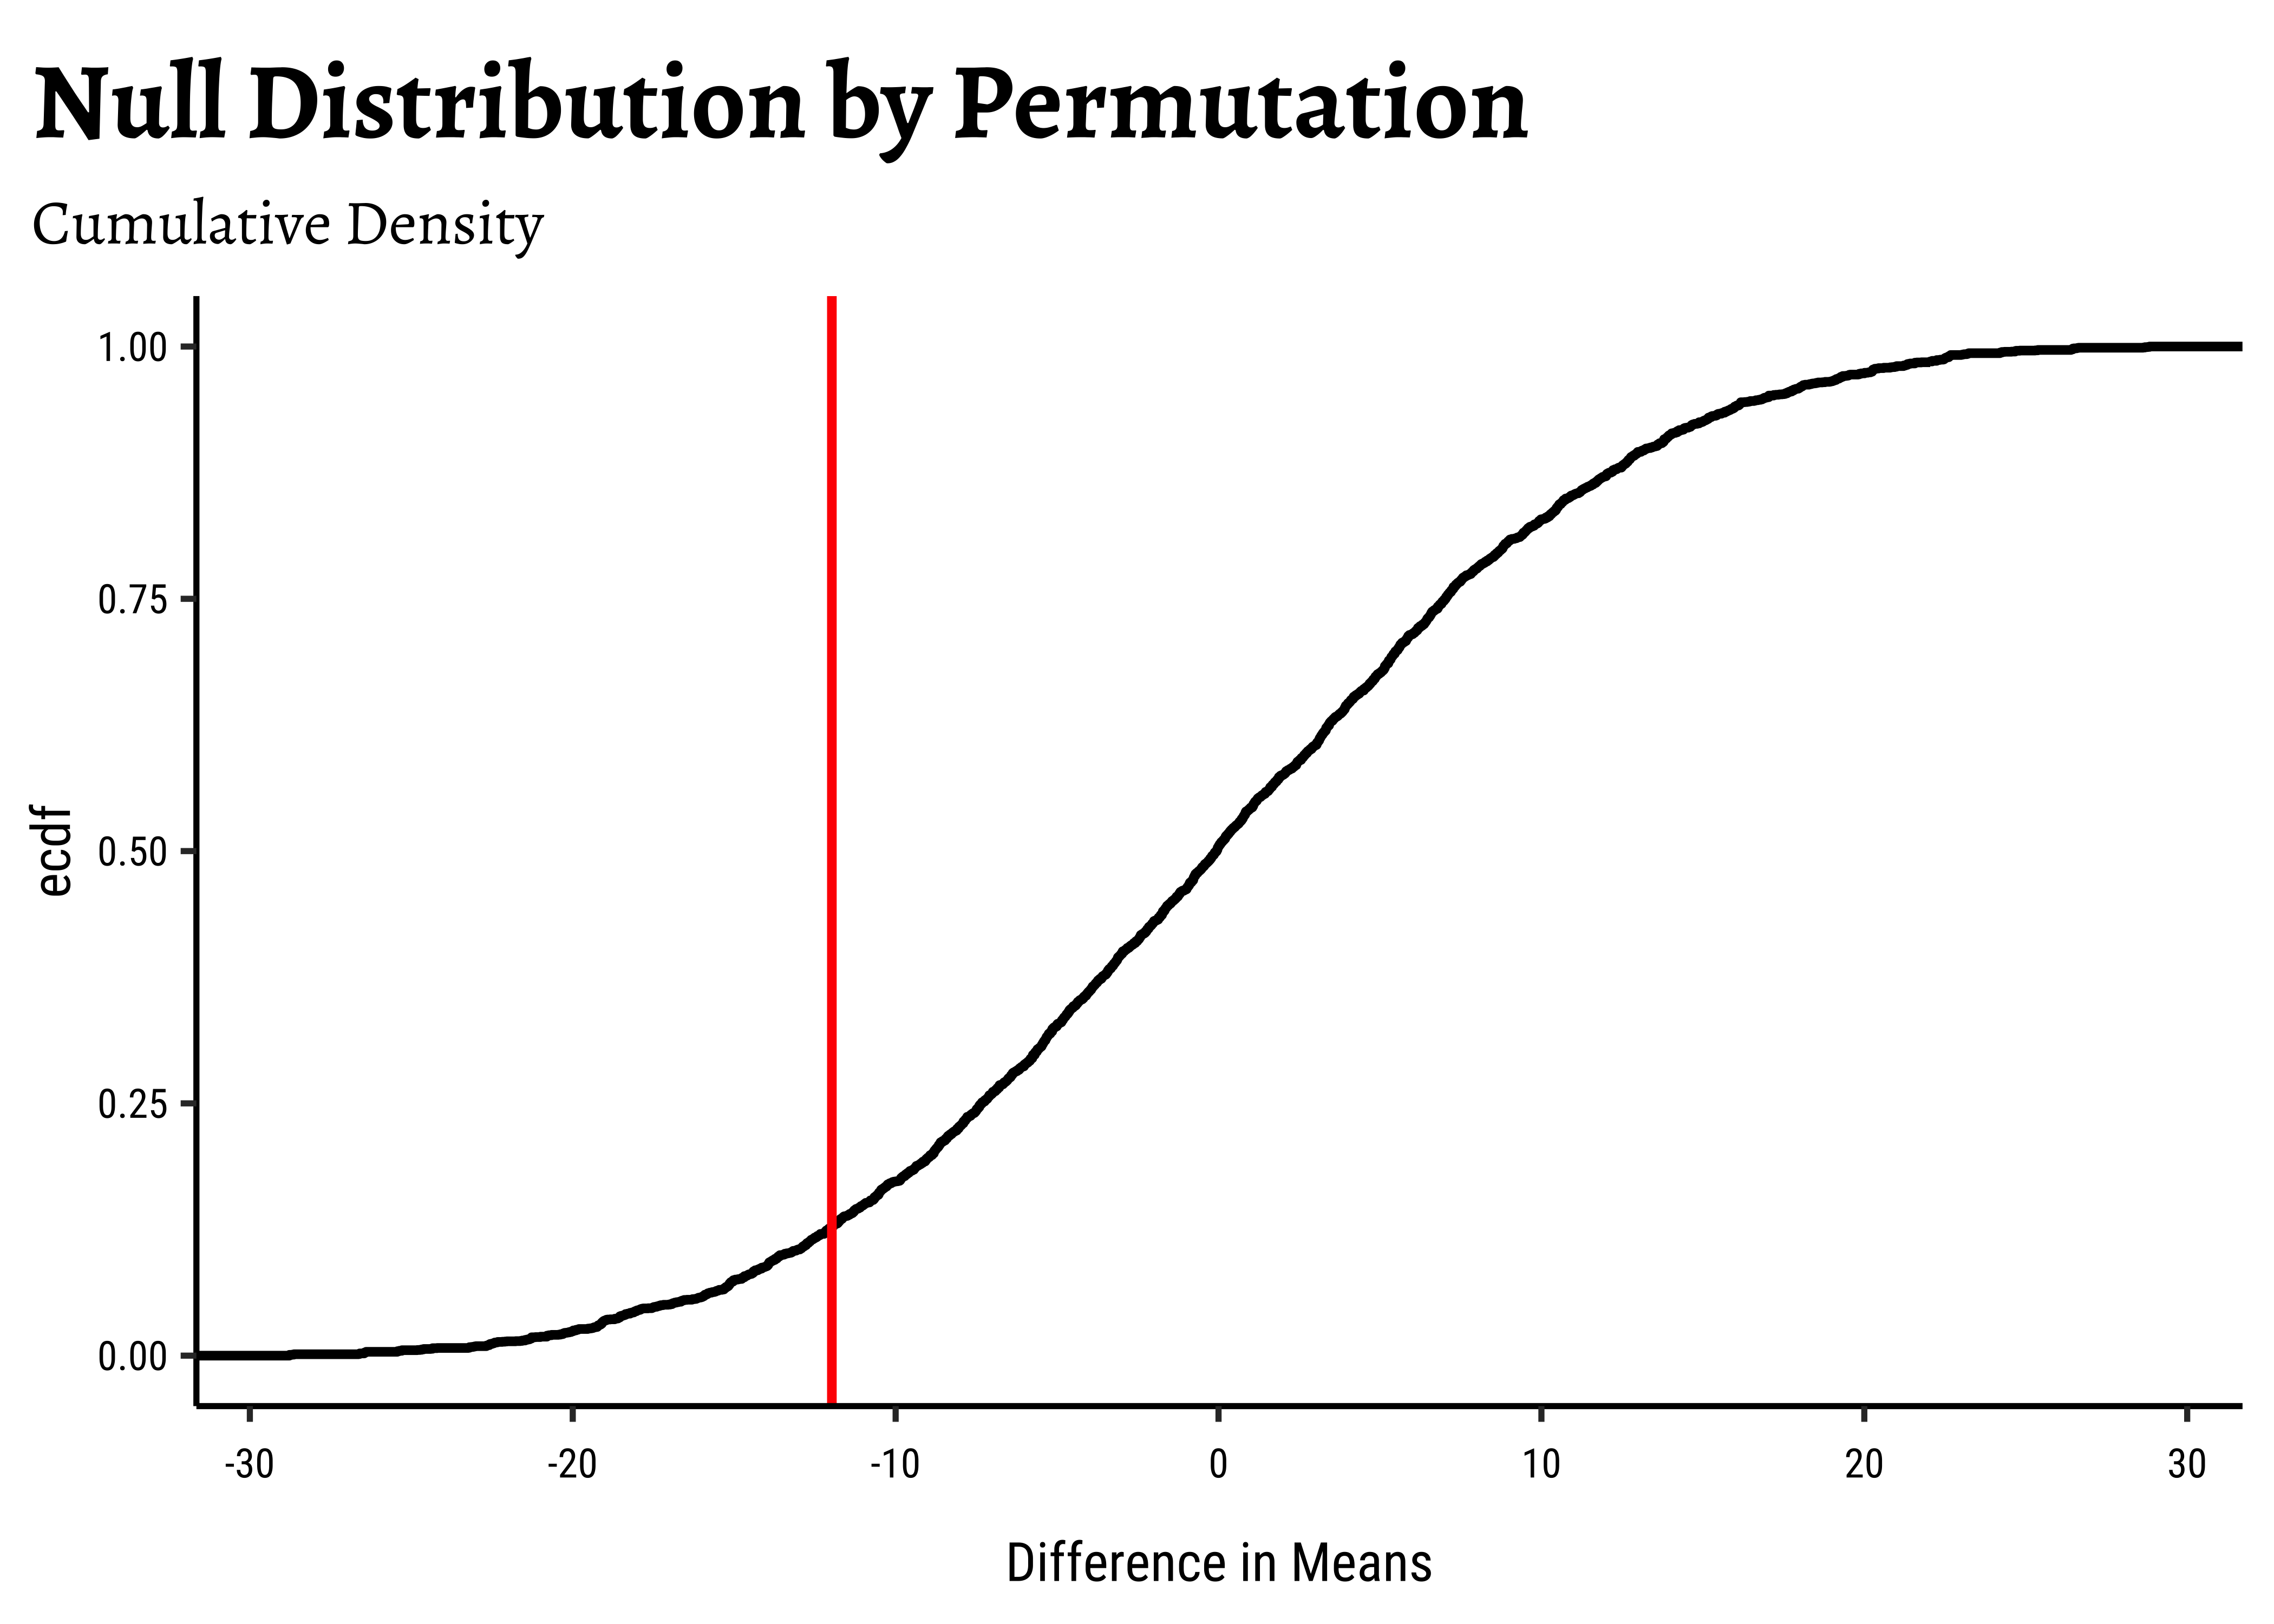 Null Distribution by Permutation
Cumulative Density
1.00
0.75
0.50
0.25
0.00
ecdf
-30 -20 -10 0 10 20 30
Difference in Means